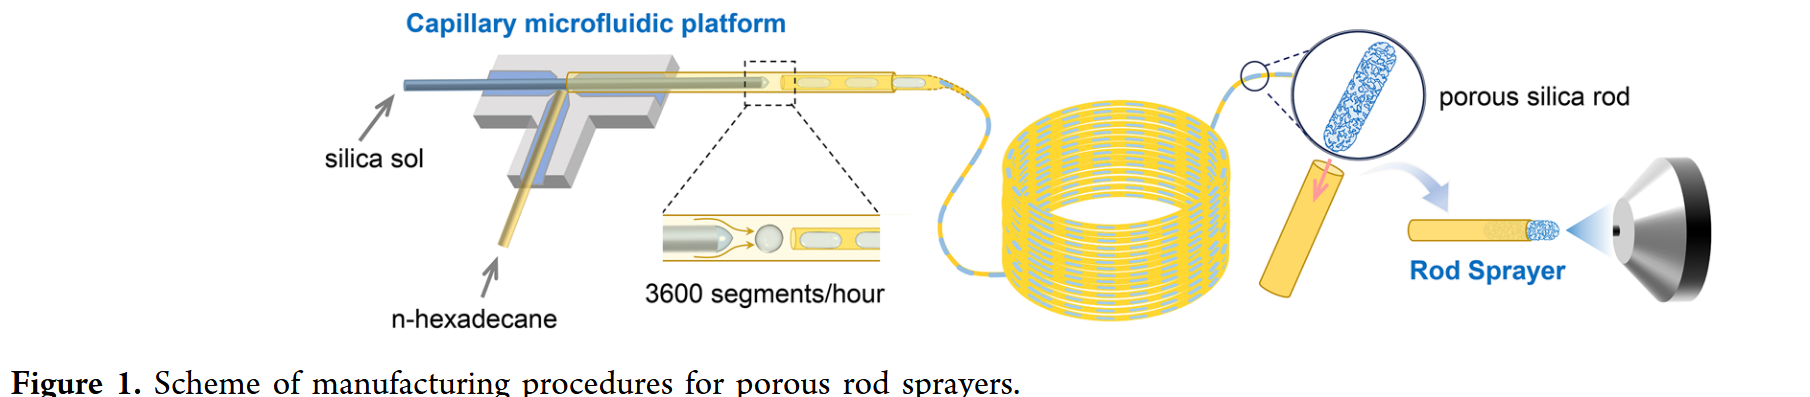 Capillary microfluidic platform
silica sol
n-hexadecane
3600 segments/hour
porous silica rod
Rod Sprayer
Figure 1. Scheme of manufacturing procedures for porous rod sprayers.